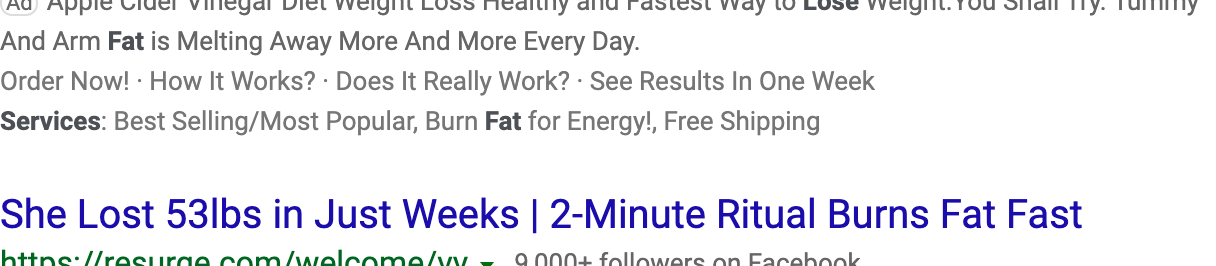 Ad Apple Cider Vinegar Diet Weight Loss Healthy and Fastest Way to Lose Weight.You Shall Try. Tummy
And Arm Fat is Melting Away More And More Every Day.
Order Now! · How It Works? · Does It Really Work? · See Results In One Week
Services: Best Selling/Most Popular, Burn Fat for Energy!, Free Shipping
She Lost 53lbs in Just Weeks | 2-Minute Ritual Burns Fat Fast
https://resurge.com/welcome/vv ▼ 9,000+ followers on Facebook